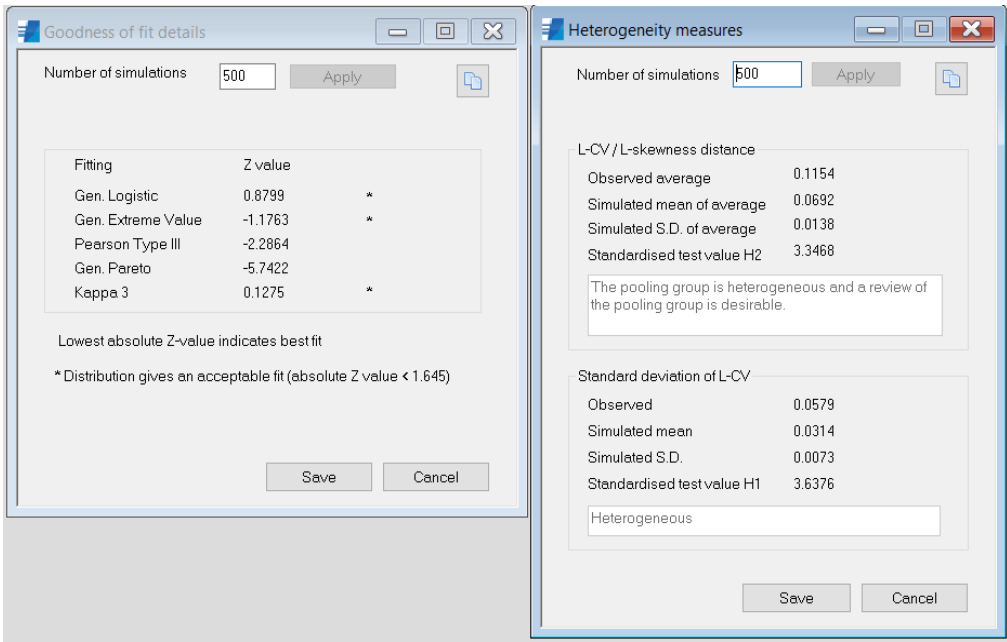 Goodness of fit details
Number of simulations 500 Apply
Fitting Z value
Gen. Logistic 0.8799 *
Gen. Extreme Value -1.1763 *
Pearson Type III -2.2864
Gen. Pareto -5.7422
Kappa 3 0.1275 *
Lowest absolute Z-value indicates best fit
* Distribution gives an acceptable fit (absolute Z value < 1.645)
Save Cancel
Heterogeneity measures
Number of simulations 500 Apply
L-CV / L-skewness distance
Observed average 0.1154
Simulated mean of average 0.0692
Simulated S.D. of average 0.0138
Standardised test value H2 3.3468
The pooling group is heterogeneous and a review of
the pooling group is desirable.
Standard deviation of L-CV
Observed 0.0579
Simulated mean 0.0314
Simulated S.D. 0.0073
Standardised test value H1 3.6376
Heterogeneous
Save Cancel